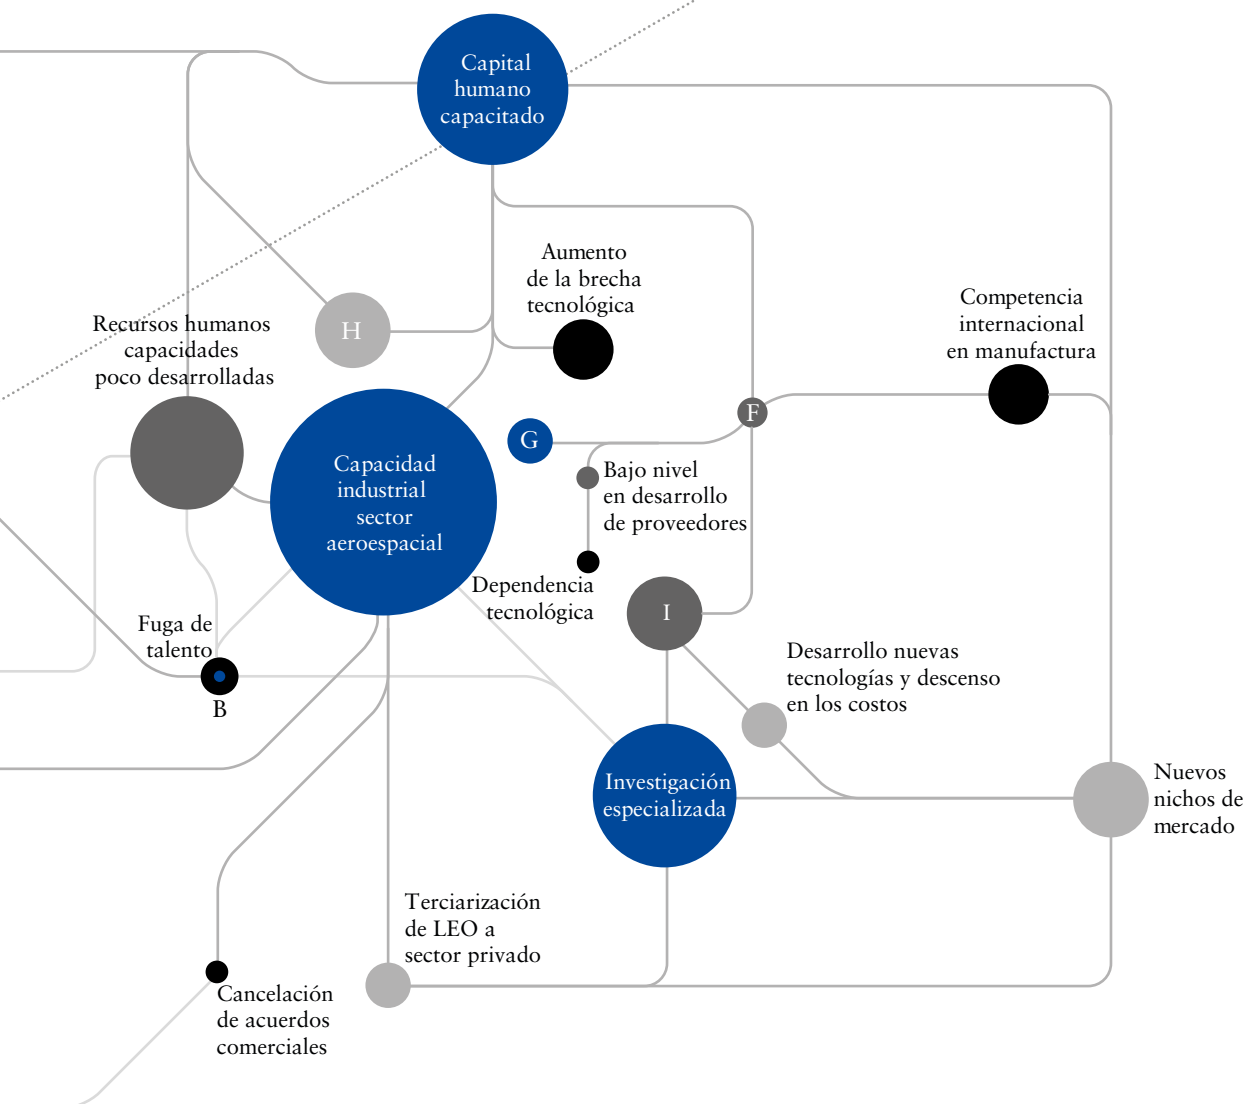 Capital
humano
capacitado
Aumento
de la brecha
tecnológica
Competencia
internacional
en manufactura
Recursos humanos
capacidades
poco desarrolladas
H
F
G
Capacidad
industrial
sector
aeroespacial
Bajo nivel
en desarrollo
de proveedores
Dependencia
tecnológica
I
Fuga de
talento
B
Desarrollo nuevas
tecnologías y descenso
en los costos
Investigación
especializada
Nuevos
nichos de
mercado
Terciarización
de LEO a
sector privado
Cancelación
de acuerdos
comerciales